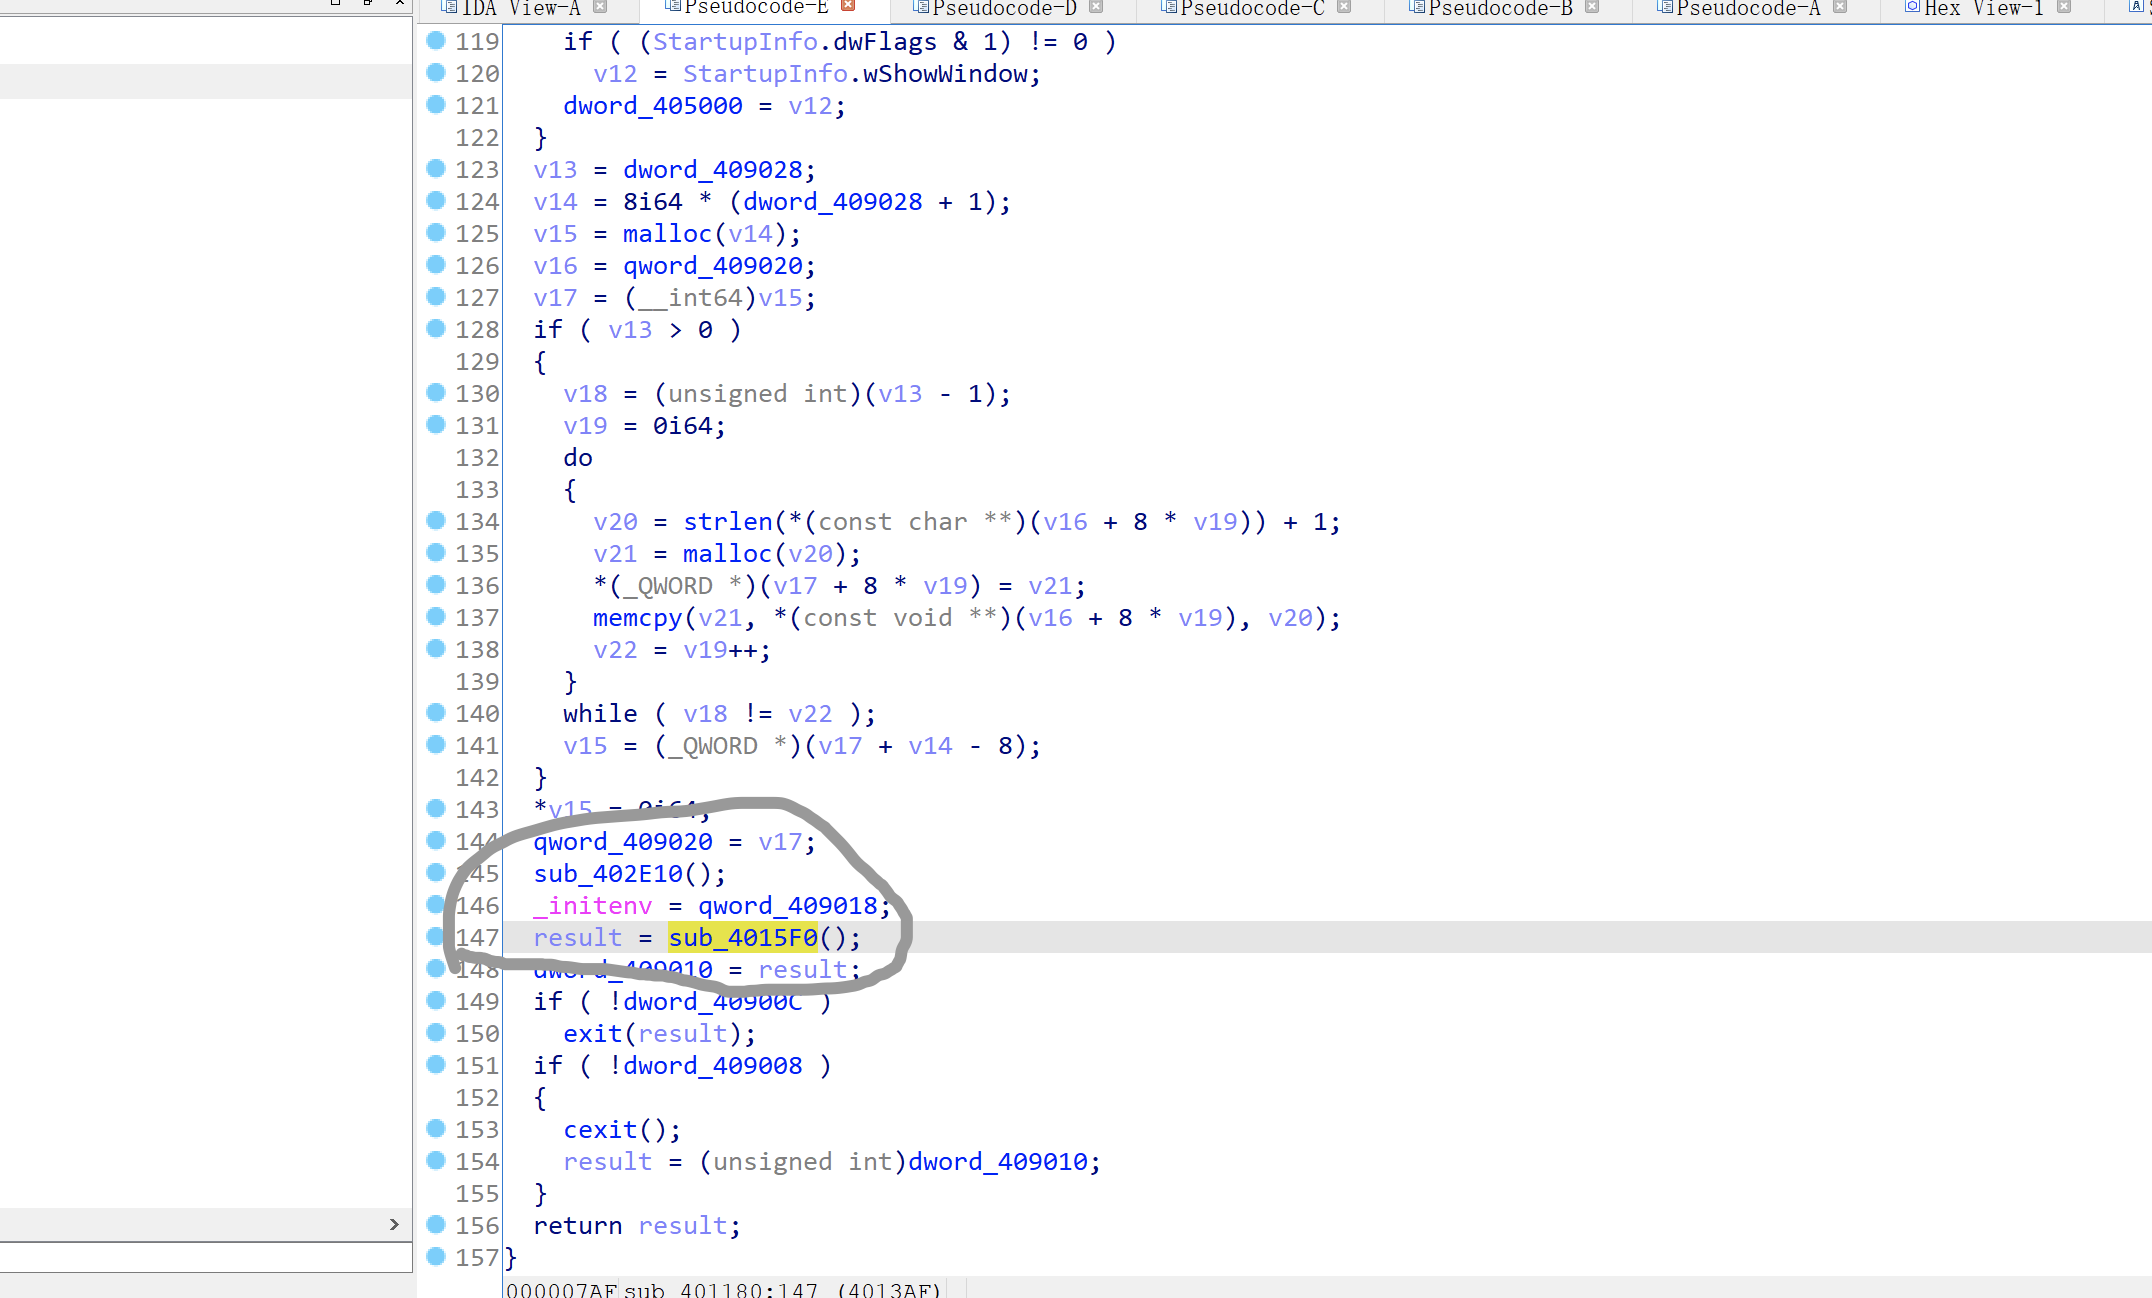 IDA View-A Pseudocode-E Pseudocode-D Pseudocode-C Pseudocode-B Pseudocode-A Hex View-1
119 if ( (StartupInfo.dwFlags & 1) != 0 )
120 v12 = StartupInfo.wShowWindow;
121 dword_405000 = v12;
122 }
123 v13 = dword_409028;
124 v14 = 8i64 * (dword_409028 + 1);
125 v15 = malloc(v14);
126 v16 = qword_409020;
127 v17 = (__int64)v15;
128 if ( v13 > 0 )
129 {
130 v18 = (unsigned int)(v13 - 1);
131 v19 = 0i64;
132 do
133 {
134 v20 = strlen(*(const char **)(v16 + 8 * v19)) + 1;
135 v21 = malloc(v20);
136 *(_QWORD *)(v17 + 8 * v19) = v21;
137 memcpy(v21, *(const void **)(v16 + 8 * v19), v20);
138 v22 = v19++;
139 }
140 while ( v18 != v22 );
141 v15 = (_QWORD *)(v17 + v14 - 8);
142 }
143 *v15 = 0i64;
144 qword_409020 = v17;
145 sub_402E10();
146 _initenv = qword_409018;
147 result = sub_4015F0();
148 dword_409010 = result;
149 if ( !dword_40900C )
150 exit(result);
151 if ( !dword_409008 )
152 {
153 cexit();
154 result = (unsigned int)dword_409010;
155 }
156 return result;
157 }
000007AF sub_401180:147 (4013AF)